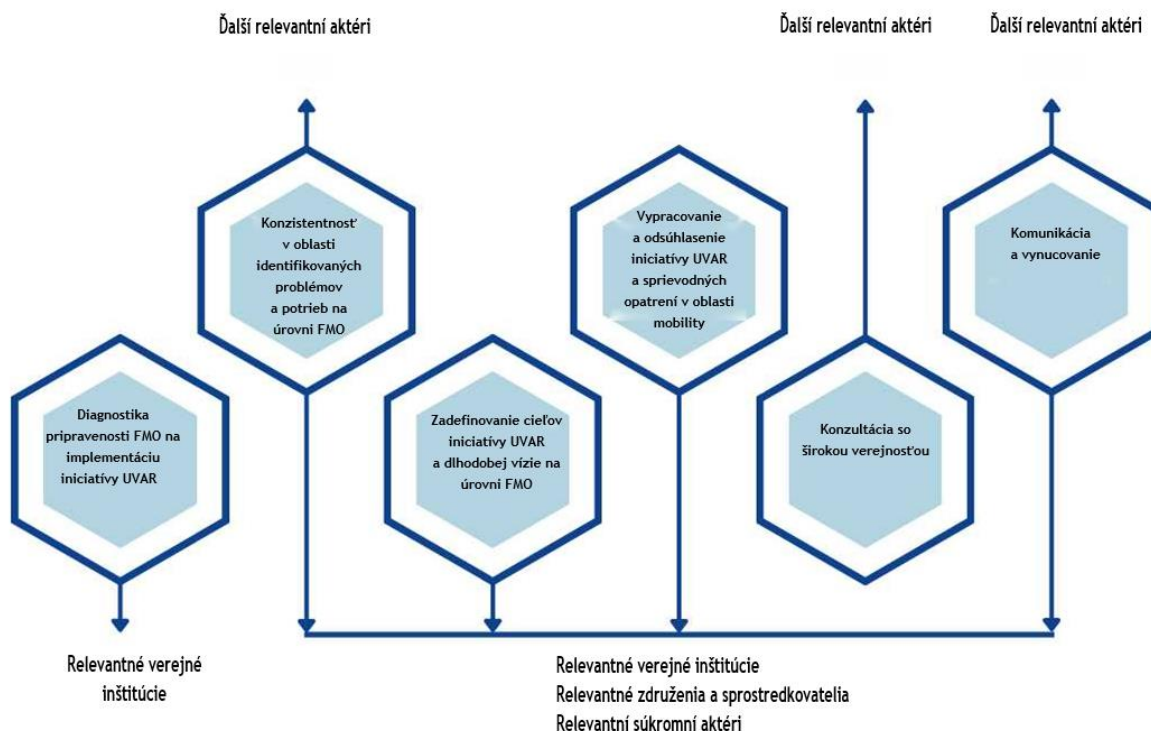 Ďalší relevantní aktéri
Ďalší relevantní aktéri
Ďalší relevantní aktéri
Konzistentnosť
v oblasti
identifikovaných
problémov
a potrieb na
úrovni FMO
Vypracovanie
a odsúhlasenie
iniciatívy UVAR
a sprievodných
opatrení v oblasti
mobility
Komunikácia
a vynucovanie
Diagnostika
pripravenosti FMO na
implementáciu
iniciatívy UVAR
Zadefinovanie cieľov
iniciatívy UVAR
a dlhodobej vízie na
úrovni FMO
Konzultácia so
širokou verejnosťou
Relevantné verejné
inštitúcie
Relevantné verejné inštitúcie
Relevantné združenia a sprostredkovatelia
Relevantní súkromní aktéri